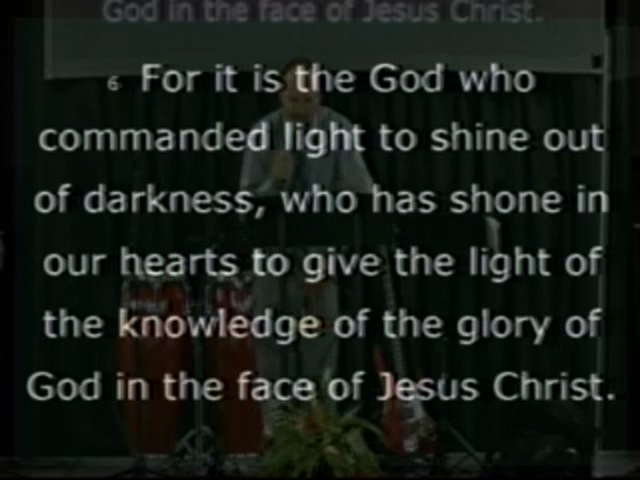 God in the face of Jesus Christ.
6 For it is the God who
commanded light to shine out
of darkness, who has shone in
our hearts to give the light of
the knowledge of the glory of
God in the face of Jesus Christ.